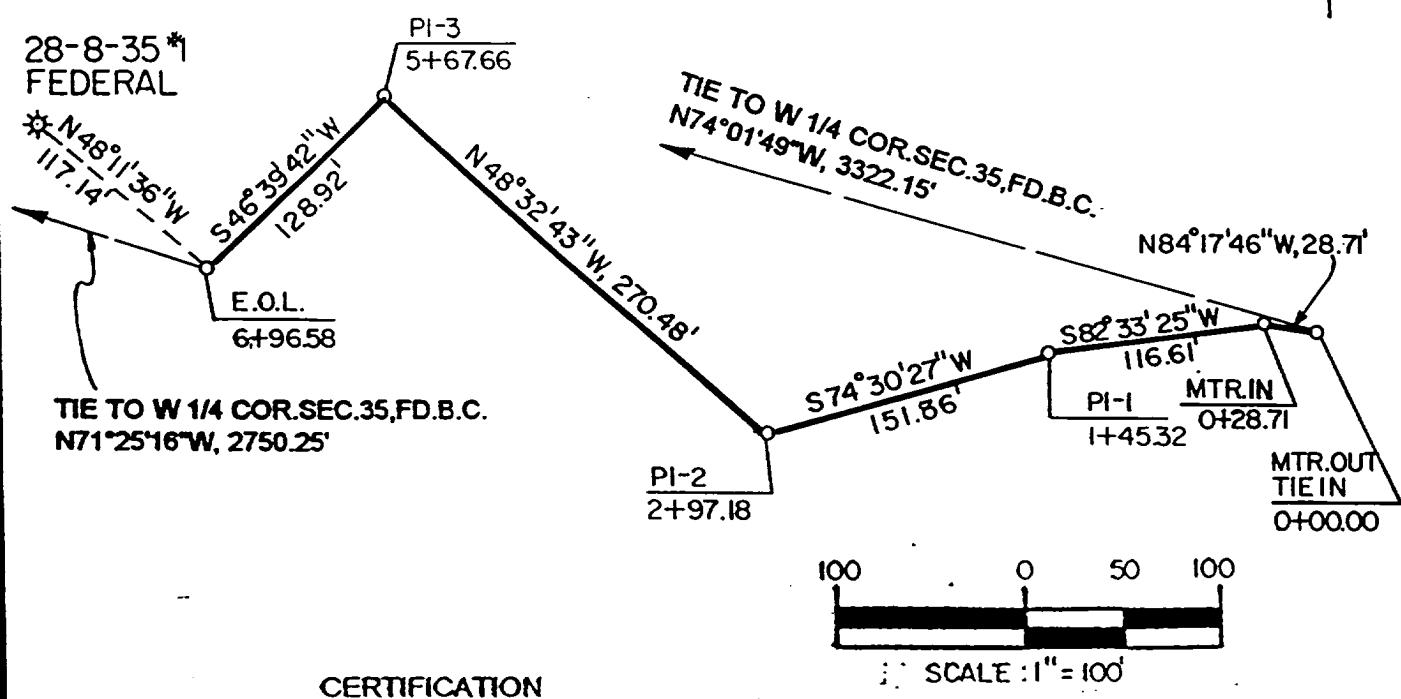 28-8-35 #1
FEDERAL
N48°11'36"W
117.14'
PI-3
5+67.66
S46°39'42"W
128.92'
N48°32'43"W, 270.48'
TIE TO W 1/4 COR.SEC.35,FD.B.C.
N74°01'49"W, 3322.15'
N84°17'46"W,28.71'
E.O.L.
6+96.58
TIE TO W 1/4 COR.SEC.35,FD.B.C.
N71°25'16"W, 2750.25'
S74°30'27"W
151.86'
S82°33'25"W
116.61'
PI-1
1+45.32
MTR.IN
0+28.71
PI-2
2+97.18
MTR.OUT
TIE IN
0+00.00
100 0 50 100
SCALE : 1" = 100'
CERTIFICATION